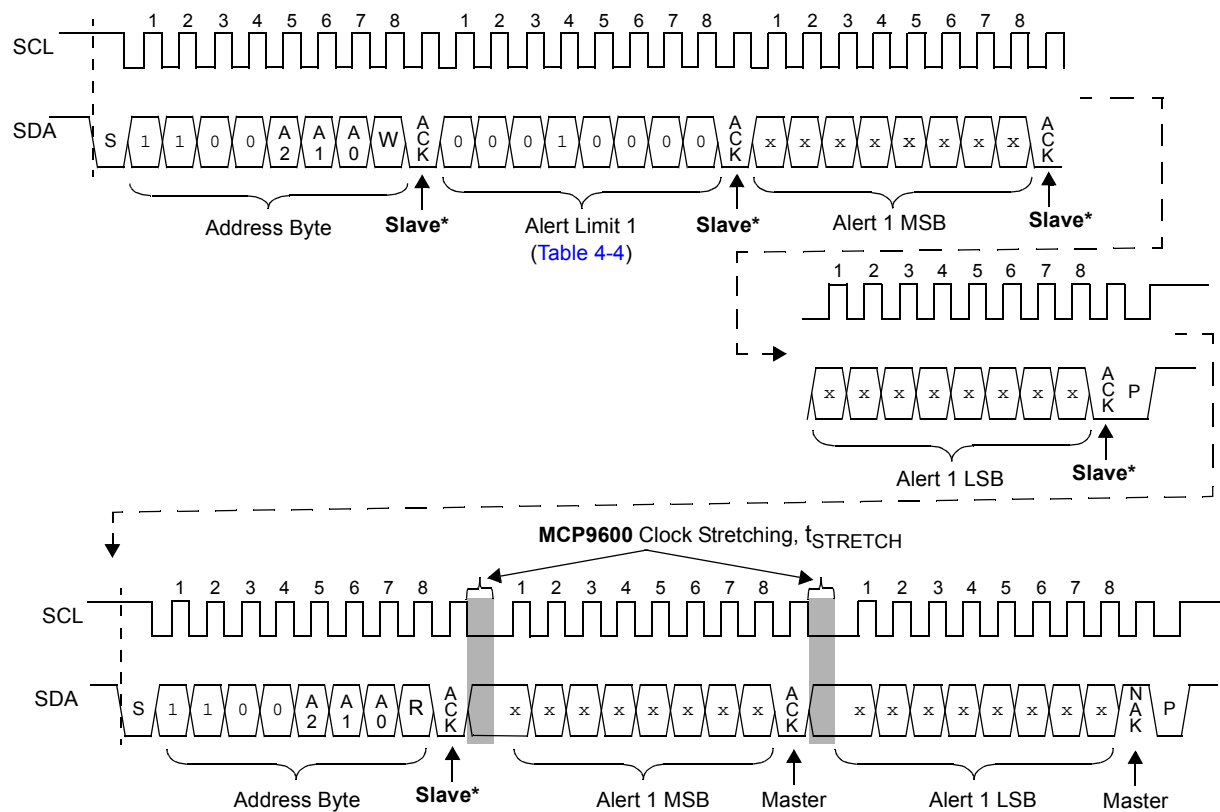 1 2 3 4 5 6 7 8 1 2 3 4 5 6 7 8 1 2 3 4 5 6 7 8
SCL
SDA S 1 1 0 0 A2 A1 A0 W ACK 0 0 0 1 0 0 0 0 ACK x x x x x x x x ACK
Address Byte Slave* Alert Limit 1 Slave* Alert 1 MSB Slave*
(Table 4-4)
1 2 3 4 5 6 7 8
x x x x x x x x ACK P
Alert 1 LSB Slave*
MCP9600 Clock Stretching, tSTRETCH
1 2 3 4 5 6 7 8 1 2 3 4 5 6 7 8 1 2 3 4 5 6 7 8
SCL
SDA S 1 1 0 0 A2 A1 A0 R ACK x x x x x x x x ACK x x x x x x x x NAK P
Address Byte Slave* Alert 1 MSB Master Alert 1 LSB Master